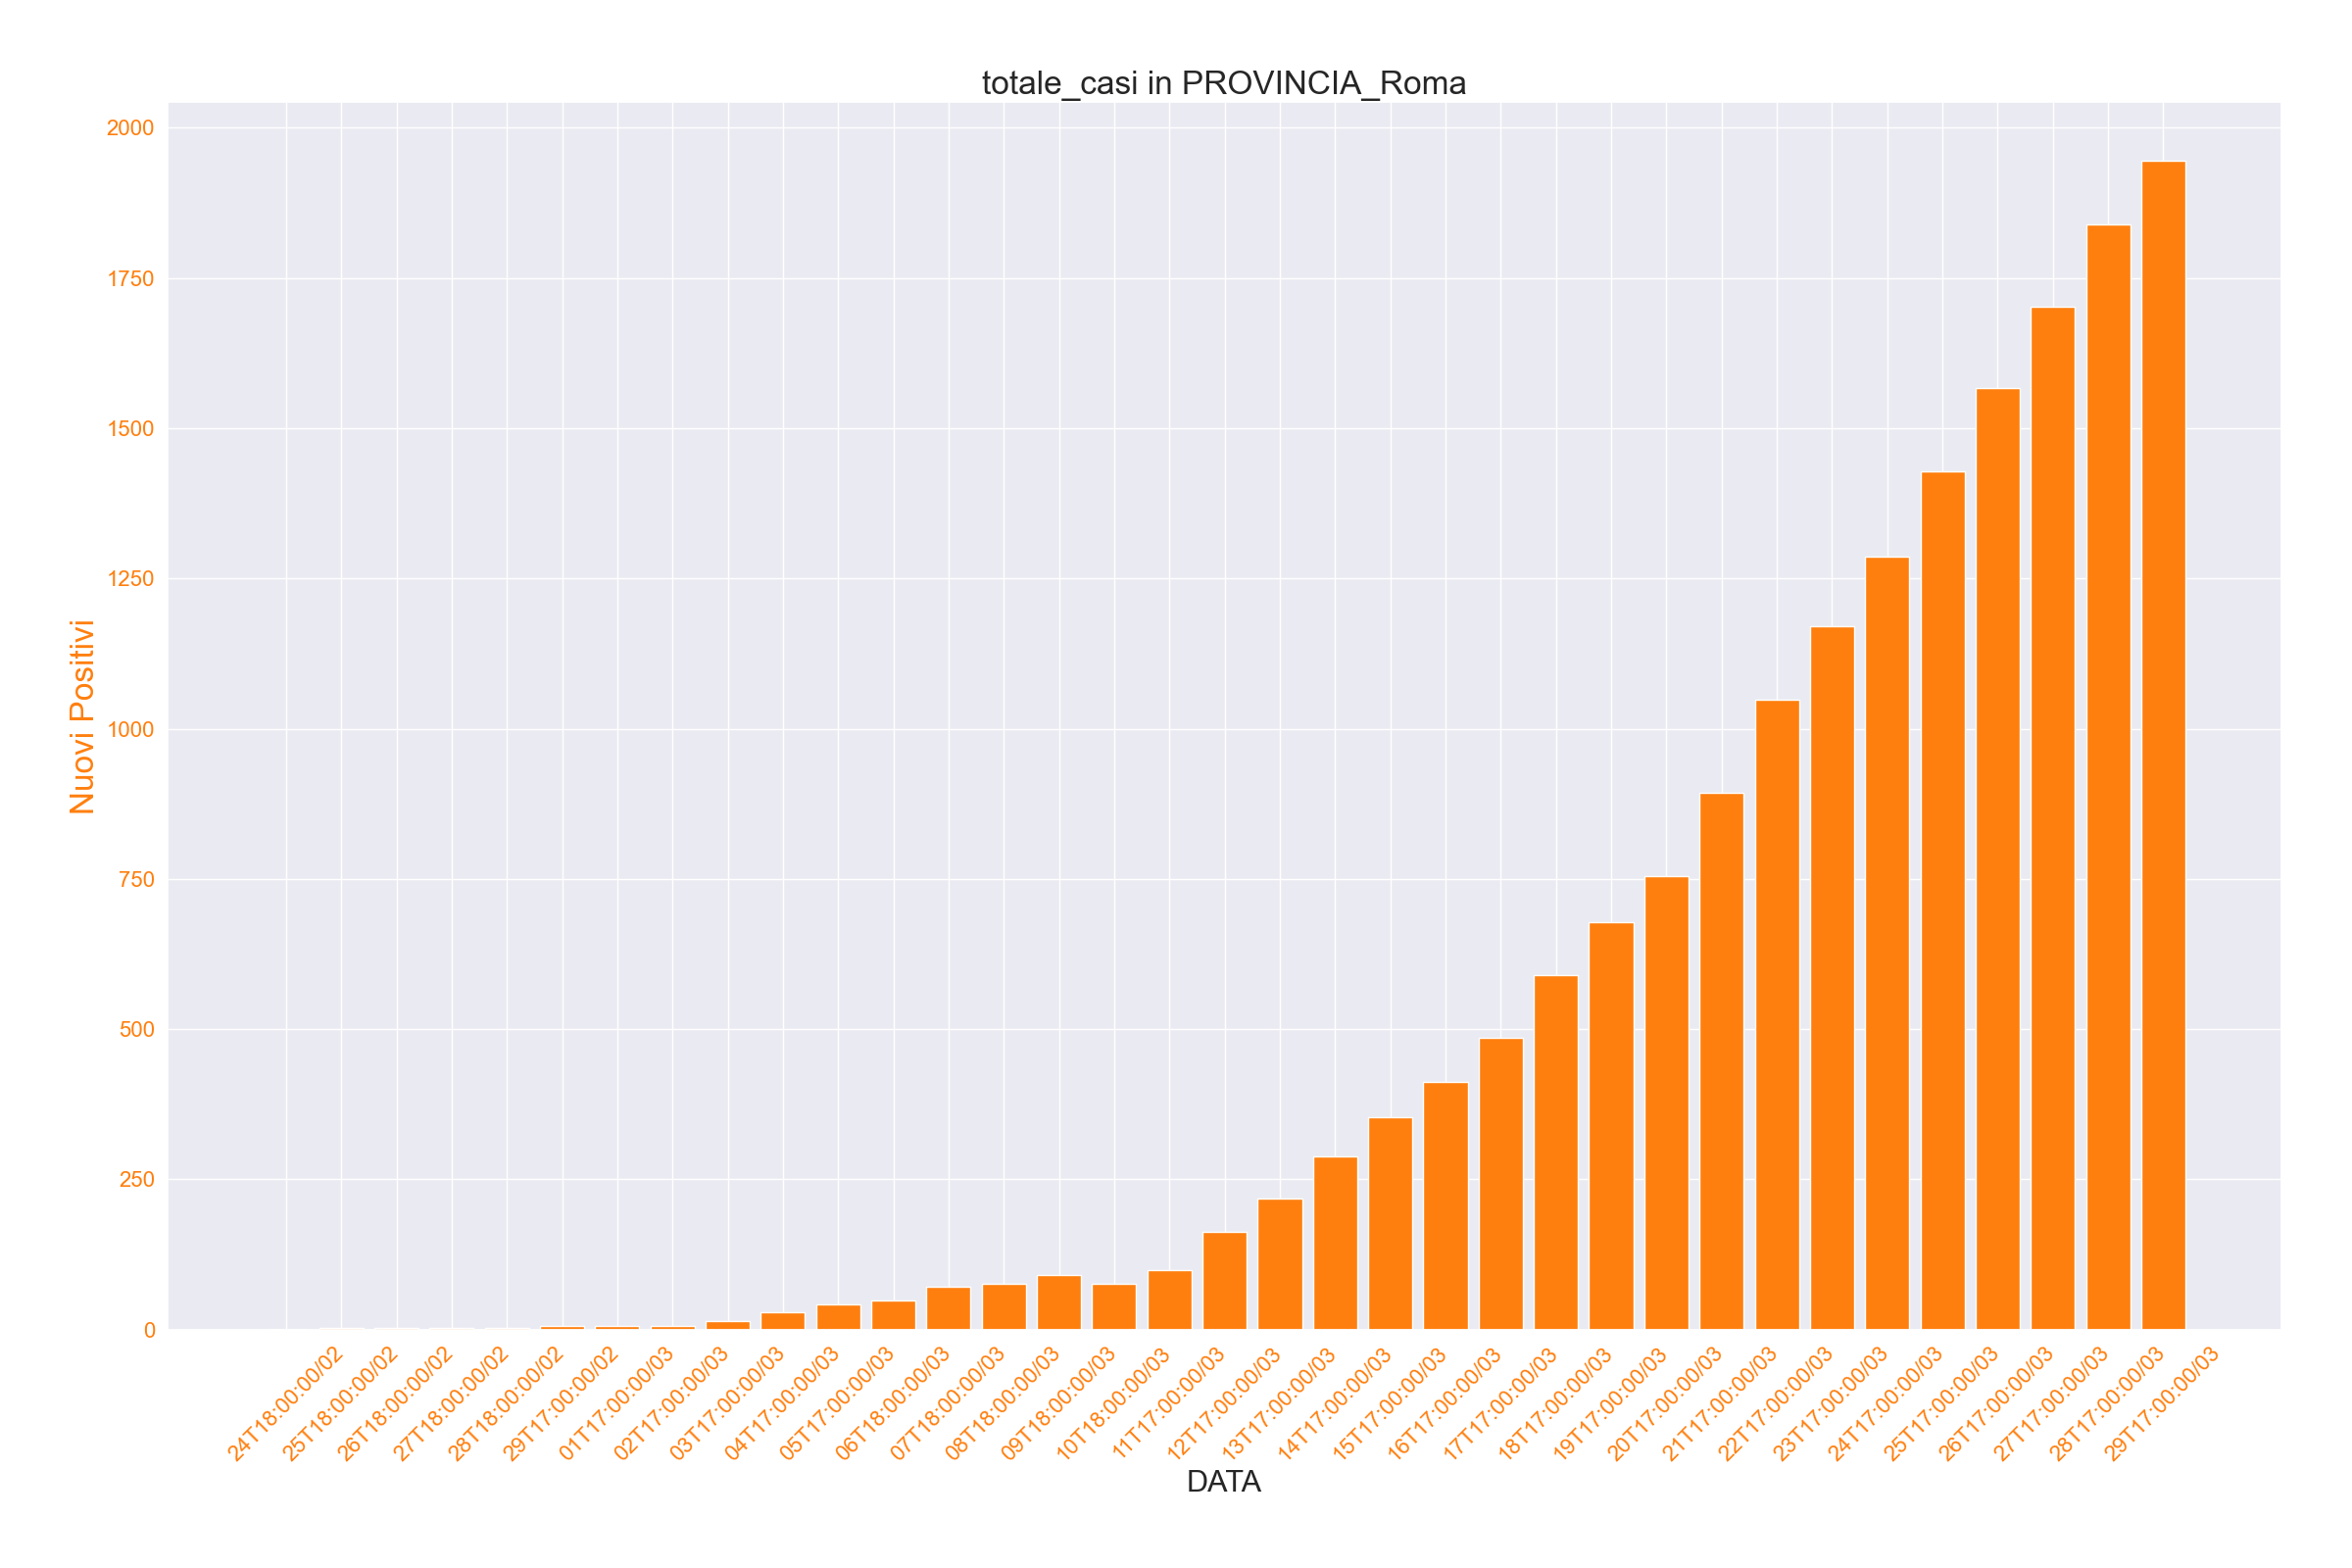 totale_casi in PROVINCIA_Roma
2000
1750
1500
1250
1000
750
500
250
0
Nuovi Positivi
24T18:00:00/02
25T18:00:00/02
26T18:00:00/02
27T18:00:00/02
28T18:00:00/02
29T17:00:00/02
01T17:00:00/03
02T17:00:00/03
03T17:00:00/03
04T17:00:00/03
05T17:00:00/03
06T18:00:00/03
07T18:00:00/03
08T18:00:00/03
09T18:00:00/03
10T18:00:00/03
11T17:00:00/03
12T17:00:00/03
13T17:00:00/03
14T17:00:00/03
15T17:00:00/03
16T17:00:00/03
17T17:00:00/03
18T17:00:00/03
19T17:00:00/03
20T17:00:00/03
21T17:00:00/03
22T17:00:00/03
23T17:00:00/03
24T17:00:00/03
25T17:00:00/03
26T17:00:00/03
27T17:00:00/03
28T17:00:00/03
29T17:00:00/03
DATA